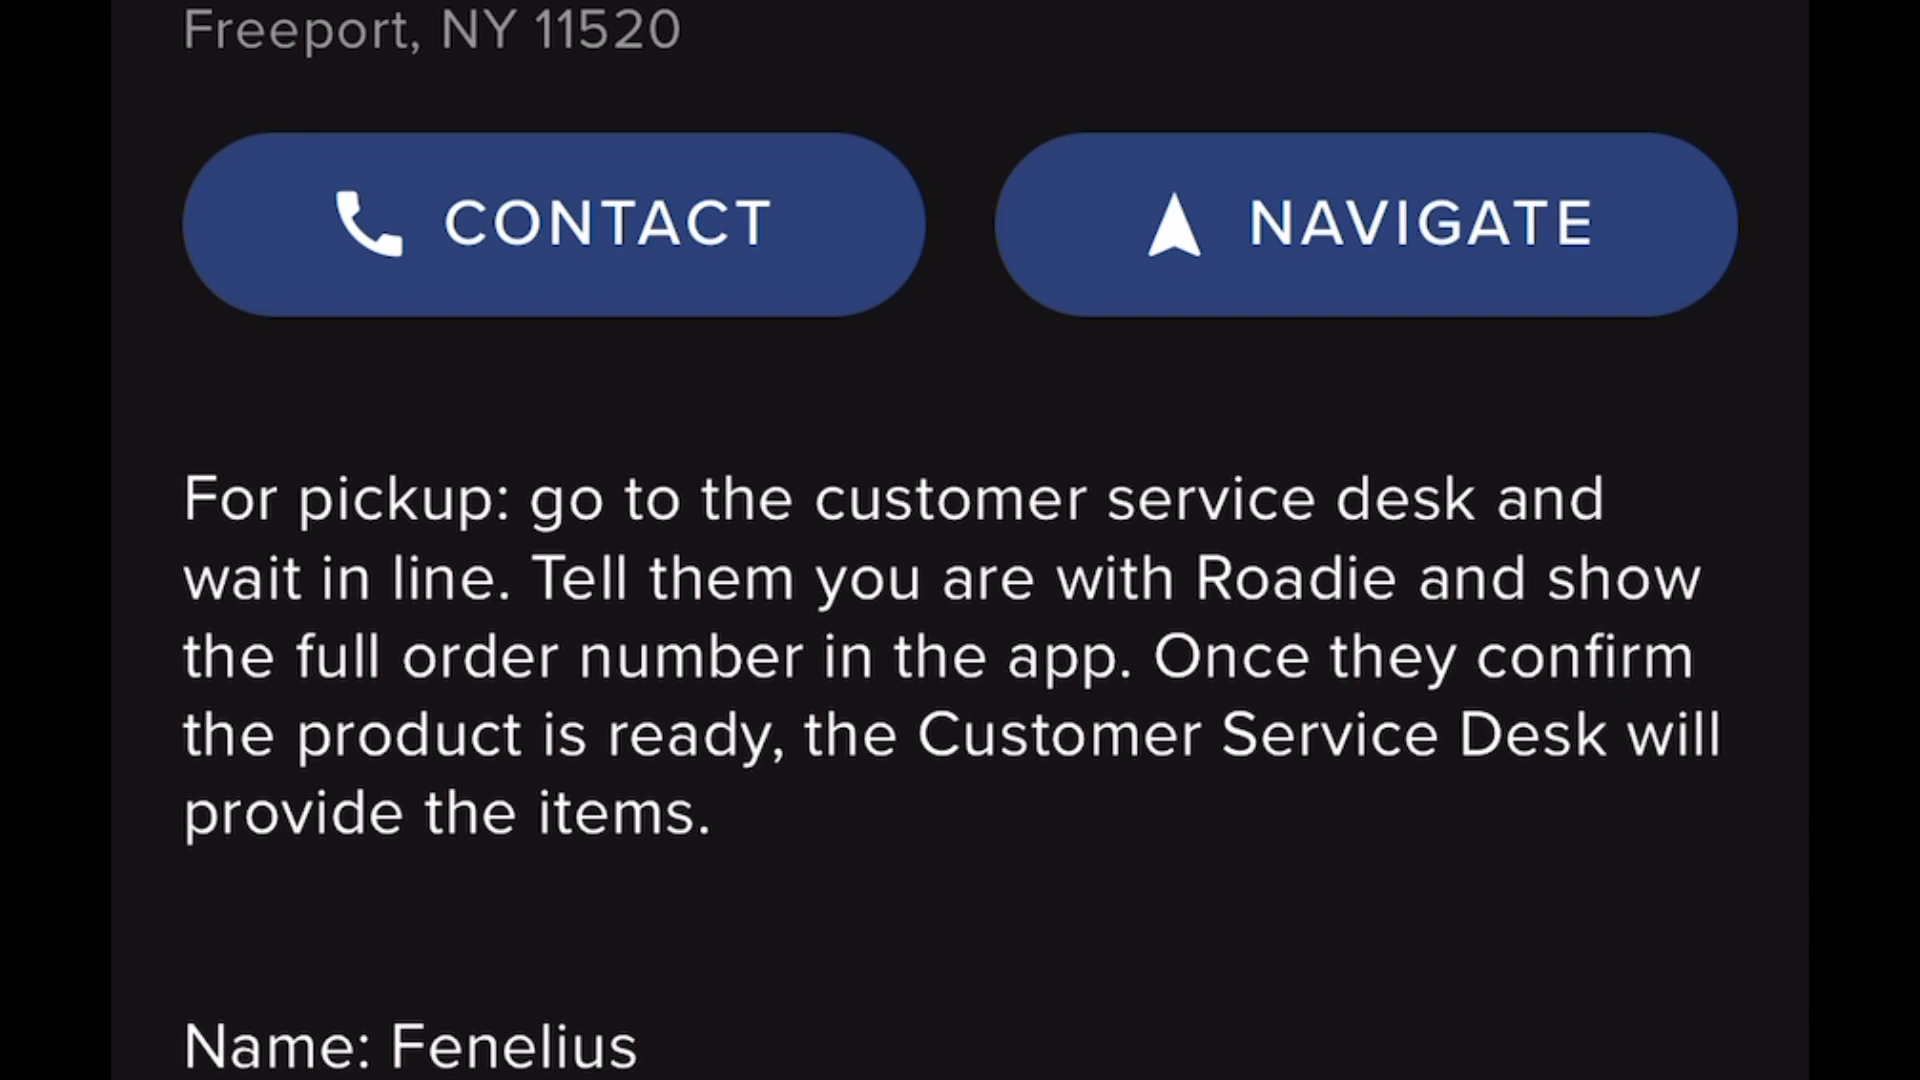 Freeport, NY 11520
CONTACT
NAVIGATE
For pickup: go to the customer service desk and
wait in line. Tell them you are with Roadie and show
the full order number in the app. Once they confirm
the product is ready, the Customer Service Desk will
provide the items.
Name: Fenelius